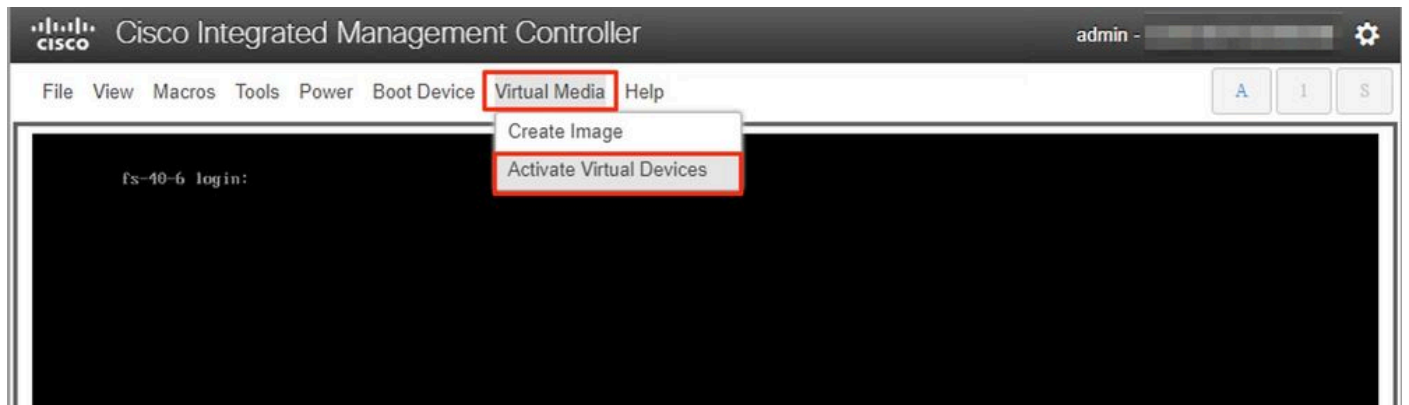 CISCO Cisco Integrated Management Controller admin -
File View Macros Tools Power Boot Device Virtual Media Help A 1 S
Create Image
Activate Virtual Devices
fs-40-6 login: